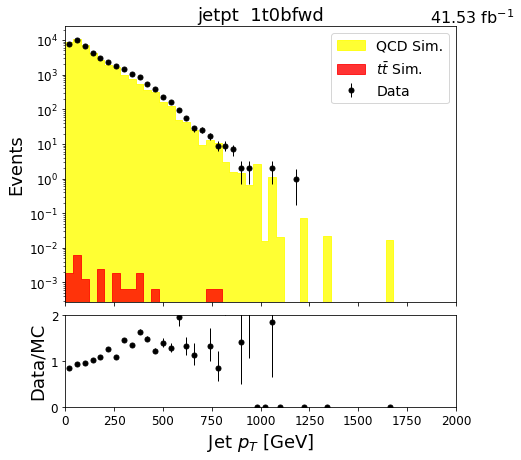 jetpt 1t0bfwd
41.53 fb⁻¹
QCD Sim.
tt̄ Sim.
Data
Events
10⁴
10³
10²
10¹
10⁰
10⁻¹
10⁻²
10⁻³
Data/MC
2
1
0
0 250 500 750 1000 1250 1500 1750 2000
Jet p_T [GeV]